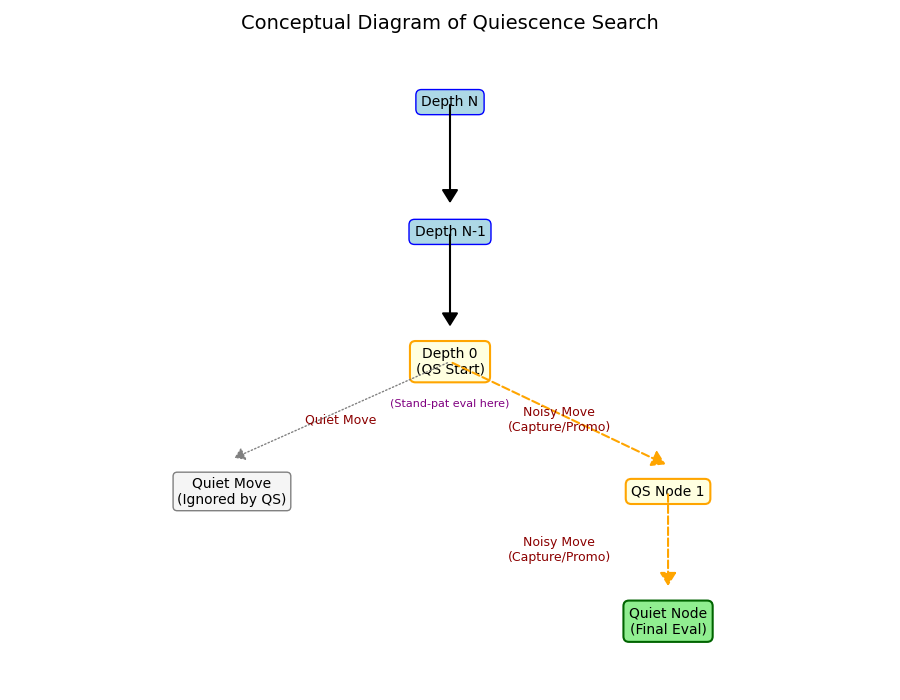 Conceptual Diagram of Quiescence Search
Depth N
Depth N-1
Depth 0
(QS Start)
(Stand-pat eval here)
Quiet Move
Noisy Move
(Capture/Promo)
Quiet Move
(Ignored by QS)
QS Node 1
Noisy Move
(Capture/Promo)
Quiet Node
(Final Eval)